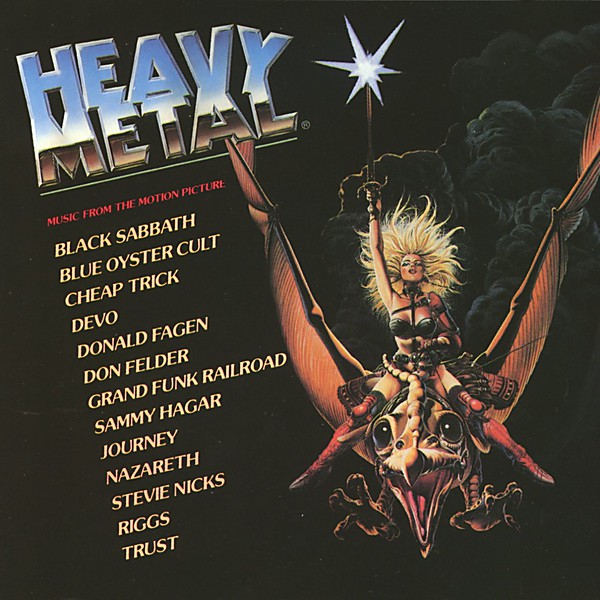 HEAVY
METAL®
MUSIC FROM THE MOTION PICTURE
BLACK SABBATH
BLUE OYSTER CULT
CHEAP TRICK
DEVO
DONALD FAGEN
DON FELDER
GRAND FUNK RAILROAD
SAMMY HAGAR
JOURNEY
NAZARETH
STEVIE NICKS
RIGGS
TRUST